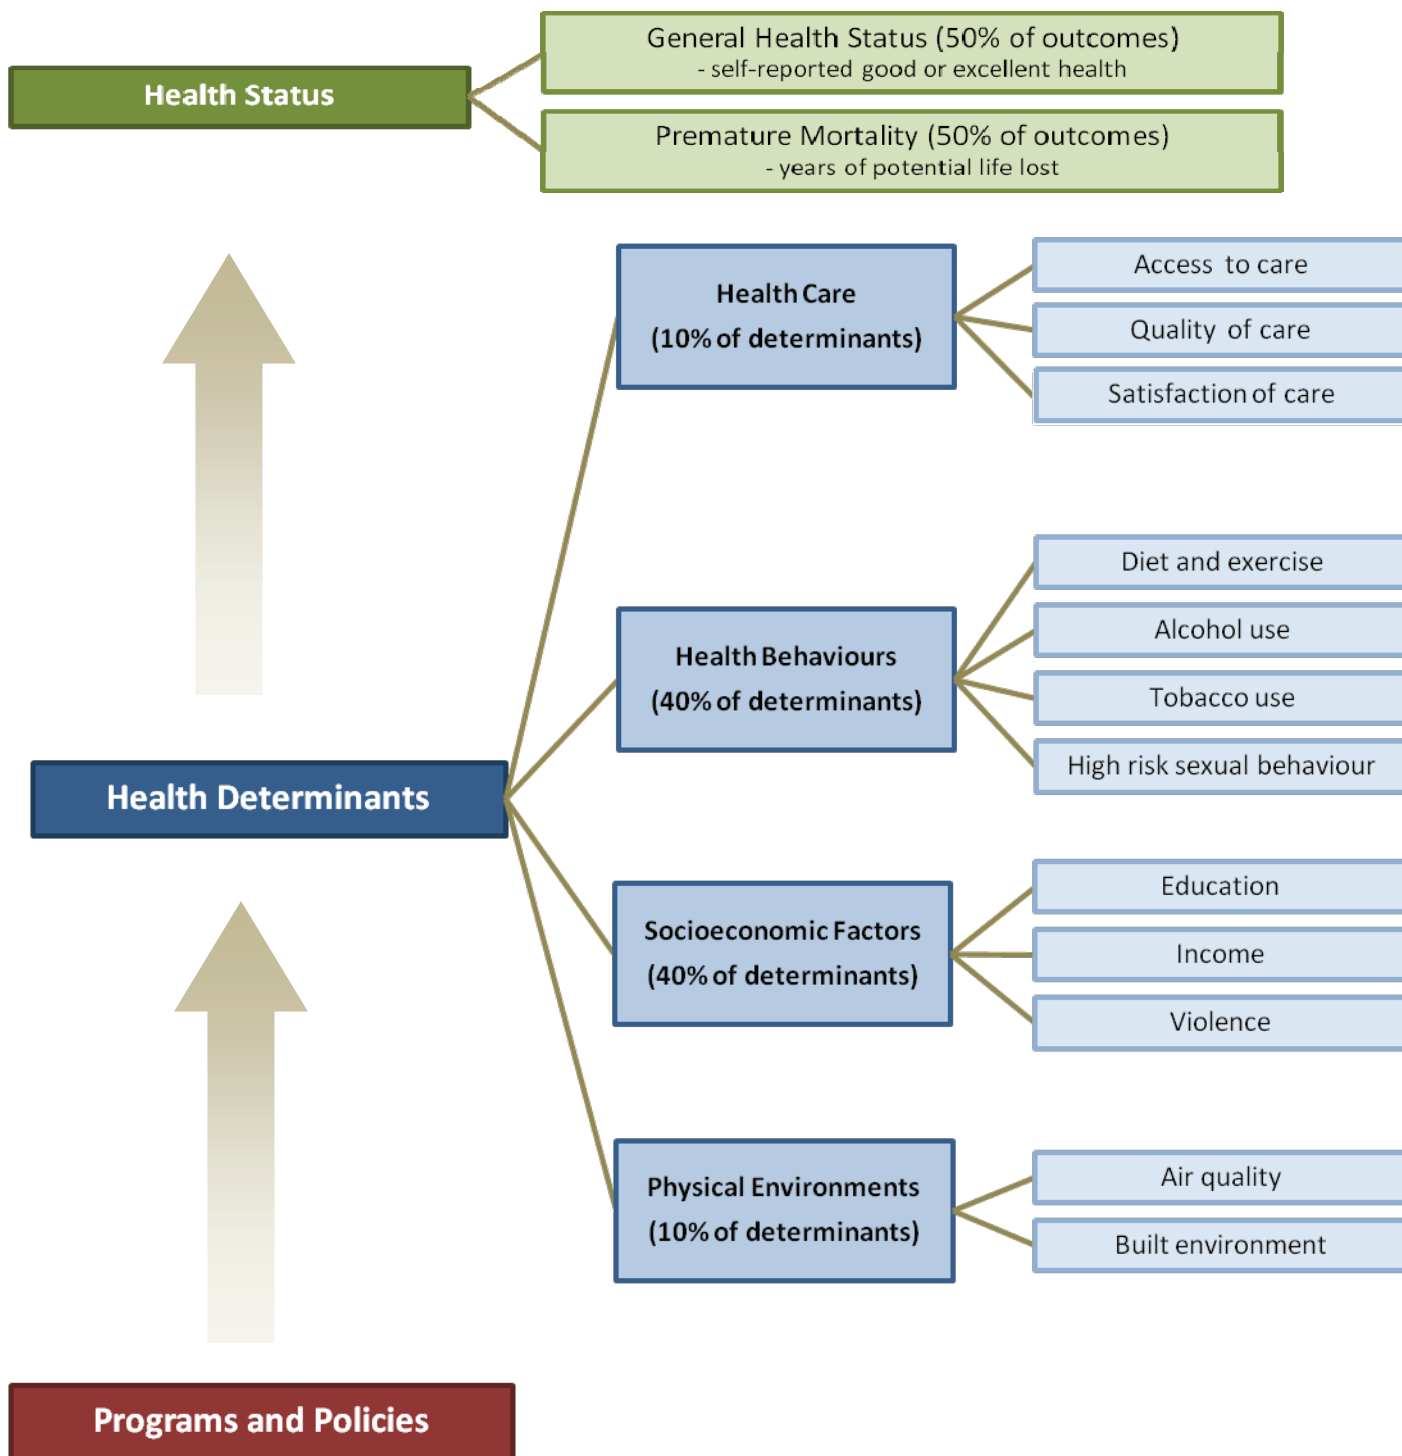 Health Status
General Health Status (50% of outcomes)
- self-reported good or excellent health
Premature Mortality (50% of outcomes)
- years of potential life lost
Health Care
(10% of determinants)
Access to care
Quality of care
Satisfaction of care
Health Behaviours
(40% of determinants)
Diet and exercise
Alcohol use
Tobacco use
High risk sexual behaviour
Health Determinants
Socioeconomic Factors
(40% of determinants)
Education
Income
Violence
Physical Environments
(10% of determinants)
Air quality
Built environment
Programs and Policies